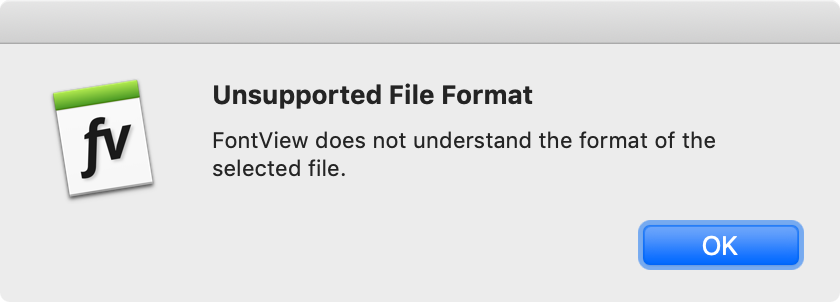 Unsupported File Format
fv
FontView does not understand the format of the
selected file.
OK